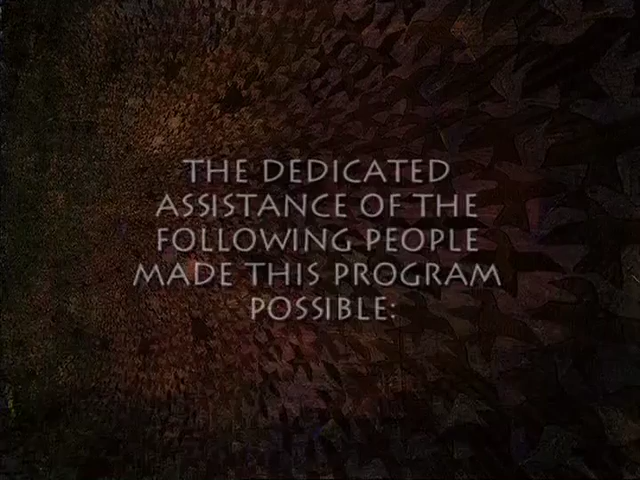 THE DEDICATED
ASSISTANCE OF THE
FOLLOWING PEOPLE
MADE THIS PROGRAM
POSSIBLE: